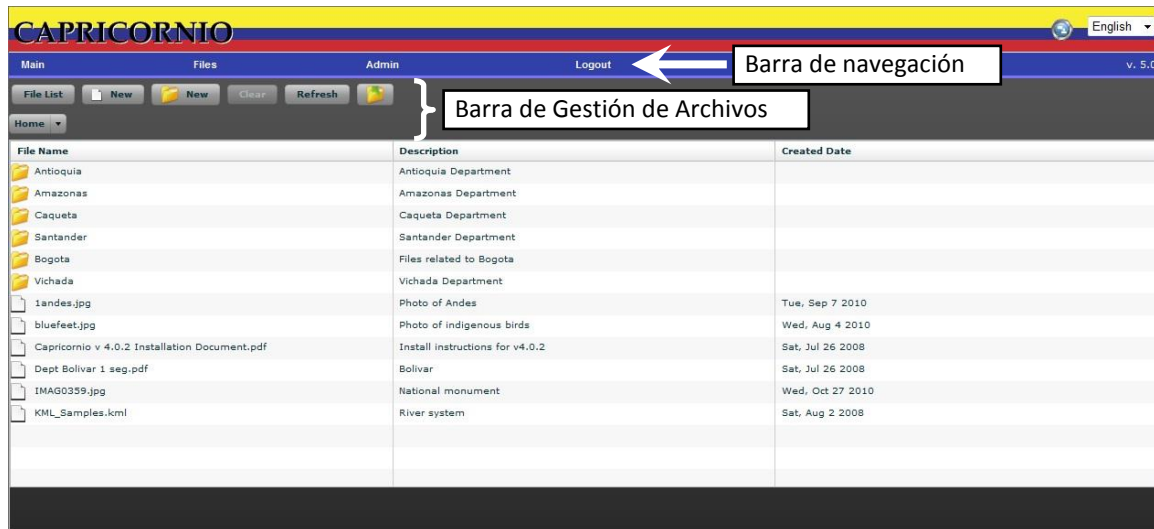 CAPRICORNIO
English
Main Files Admin Logout Barra de navegación v. 5.0
File List New New Clear Refresh
Barra de Gestión de Archivos
Home
File Name Description Created Date
Antioquia Antioquia Department
Amazonas Amazonas Department
Caqueta Caqueta Department
Santander Santander Department
Bogota Files related to Bogota
Vichada Vichada Department
1andes.jpg Photo of Andes Tue, Sep 7 2010
bluefeet.jpg Photo of indigenous birds Wed, Aug 4 2010
Capricornio v 4.0.2 Installation Document.pdf Install instructions for v4.0.2 Sat, Jul 26 2008
Dept Bolivar 1 seg.pdf Bolivar Sat, Jul 26 2008
IMAG0359.jpg National monument Wed, Oct 27 2010
KML_Samples.kml River system Sat, Aug 2 2008